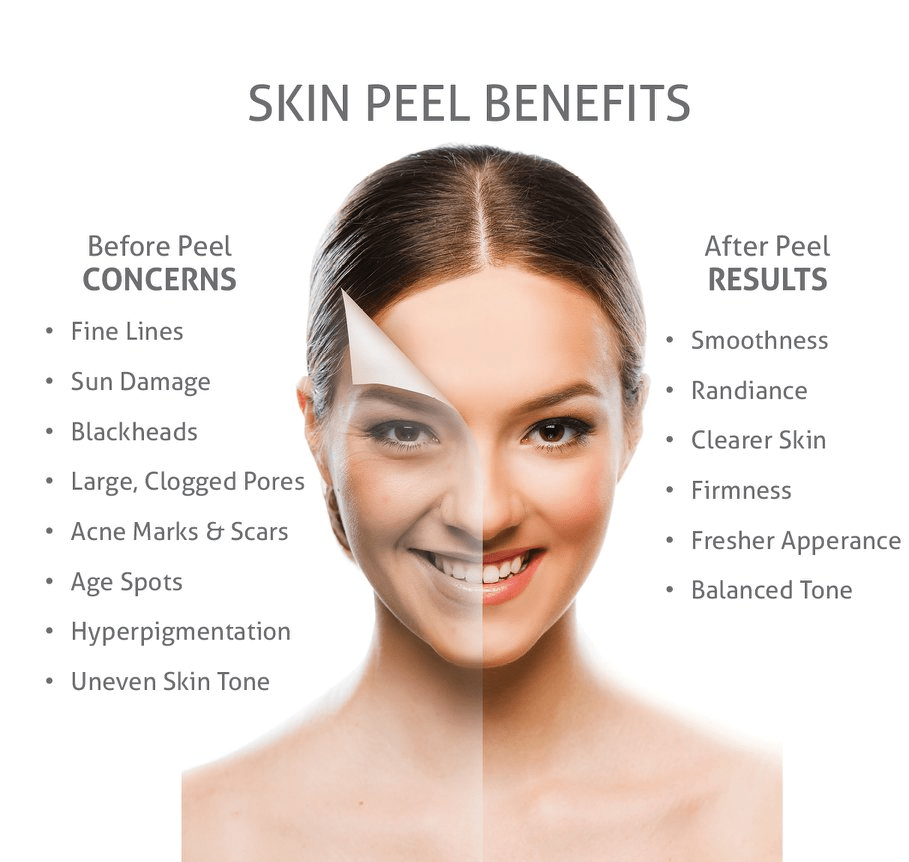 SKIN PEEL BENEFITS
Before Peel
CONCERNS
• Fine Lines
• Sun Damage
• Blackheads
• Large, Clogged Pores
• Acne Marks & Scars
• Age Spots
• Hyperpigmentation
• Uneven Skin Tone
After Peel
RESULTS
• Smoothness
• Randiance
• Clearer Skin
• Firmness
• Fresher Apperance
• Balanced Tone